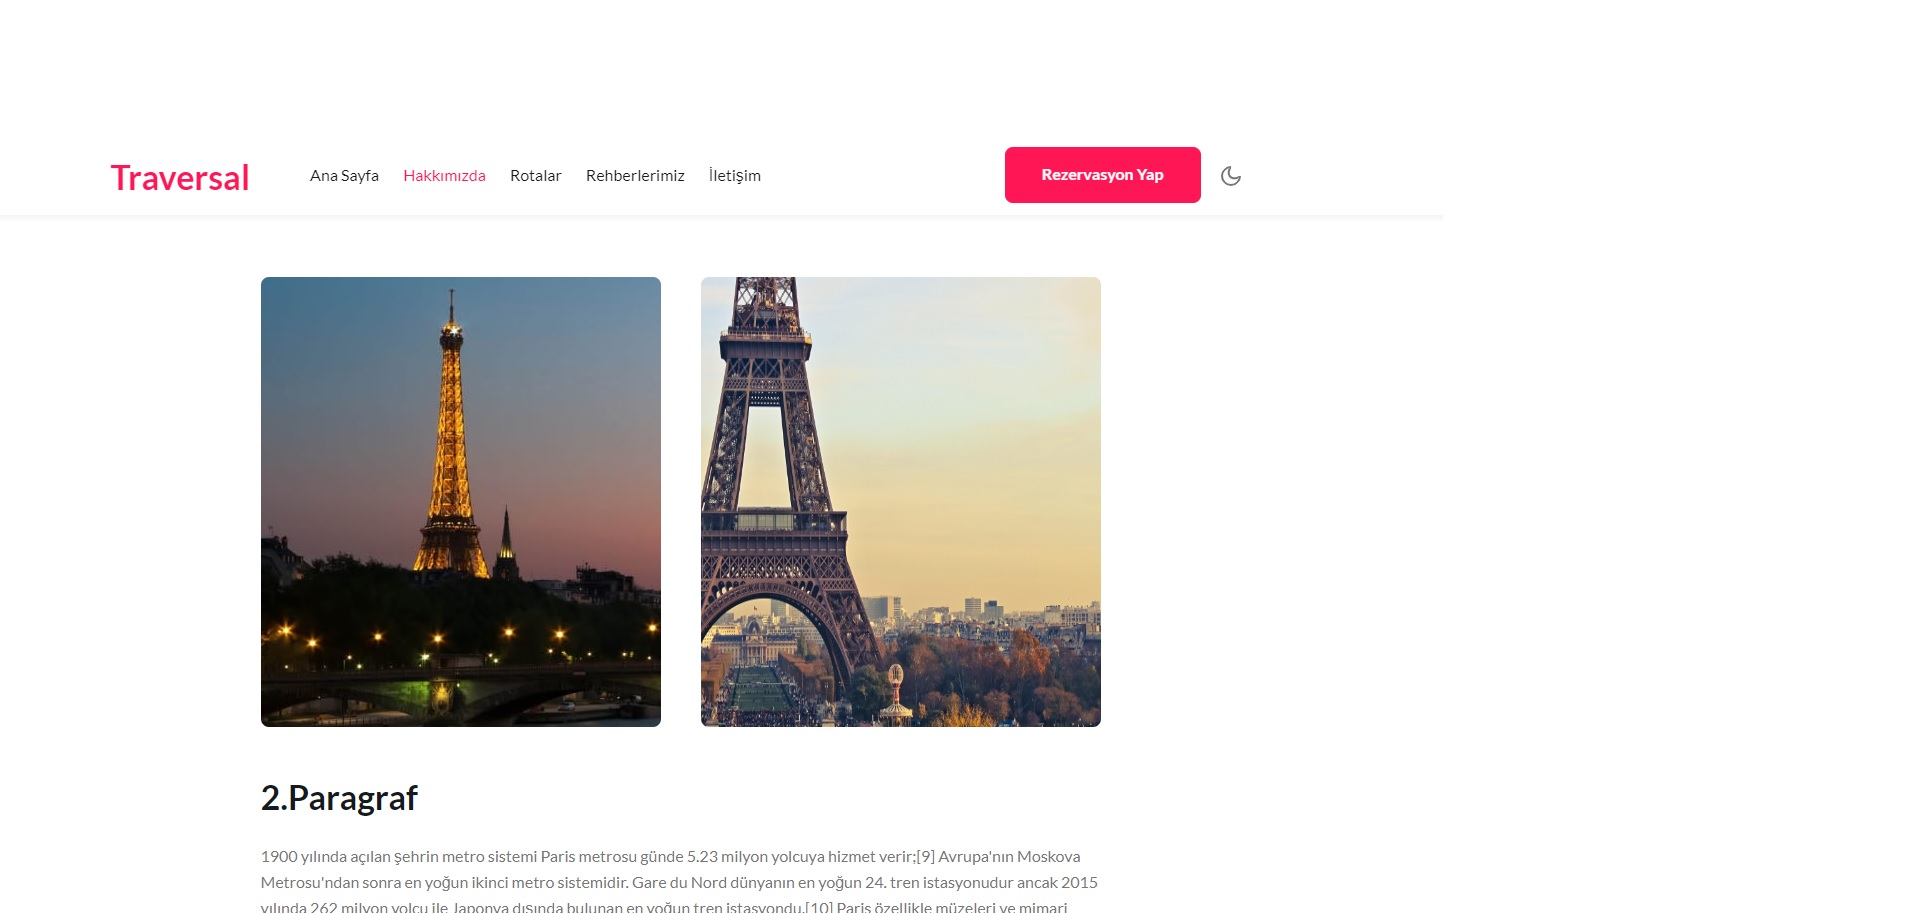 Traversal
Ana Sayfa Hakkımızda Rotalar Rehberlerimiz İletişim
Rezervasyon Yap
2.Paragraf
1900 yılında açılan şehrin metro sistemi Paris metrosu günde 5.23 milyon yolcuya hizmet verir;[9] Avrupa'nın Moskova
Metrosu'ndan sonra en yoğun ikinci metro sistemidir. Gare du Nord dünyanın en yoğun 24. tren istasyonudur ancak 2015
yılında 262 milyon yolcu ile Japonya dışında bulunan en yoğun tren istasyondu.[10] Paris özellikle müzeleri ve mimari